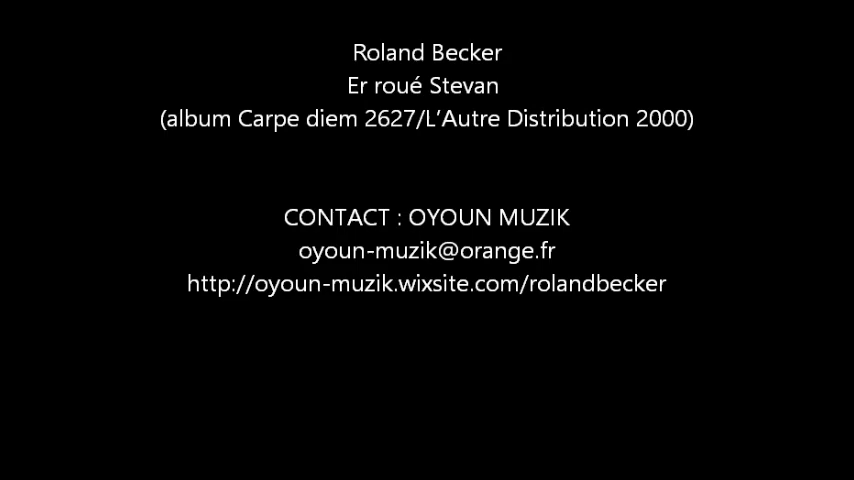 Roland Becker
Er roué Stevan
(album Carpe diem 2627/L’Autre Distribution 2000)
CONTACT : OYOUN MUZIK
oyoun-muzik@orange.fr
http://oyoun-muzik.wixsite.com/rolandbecker